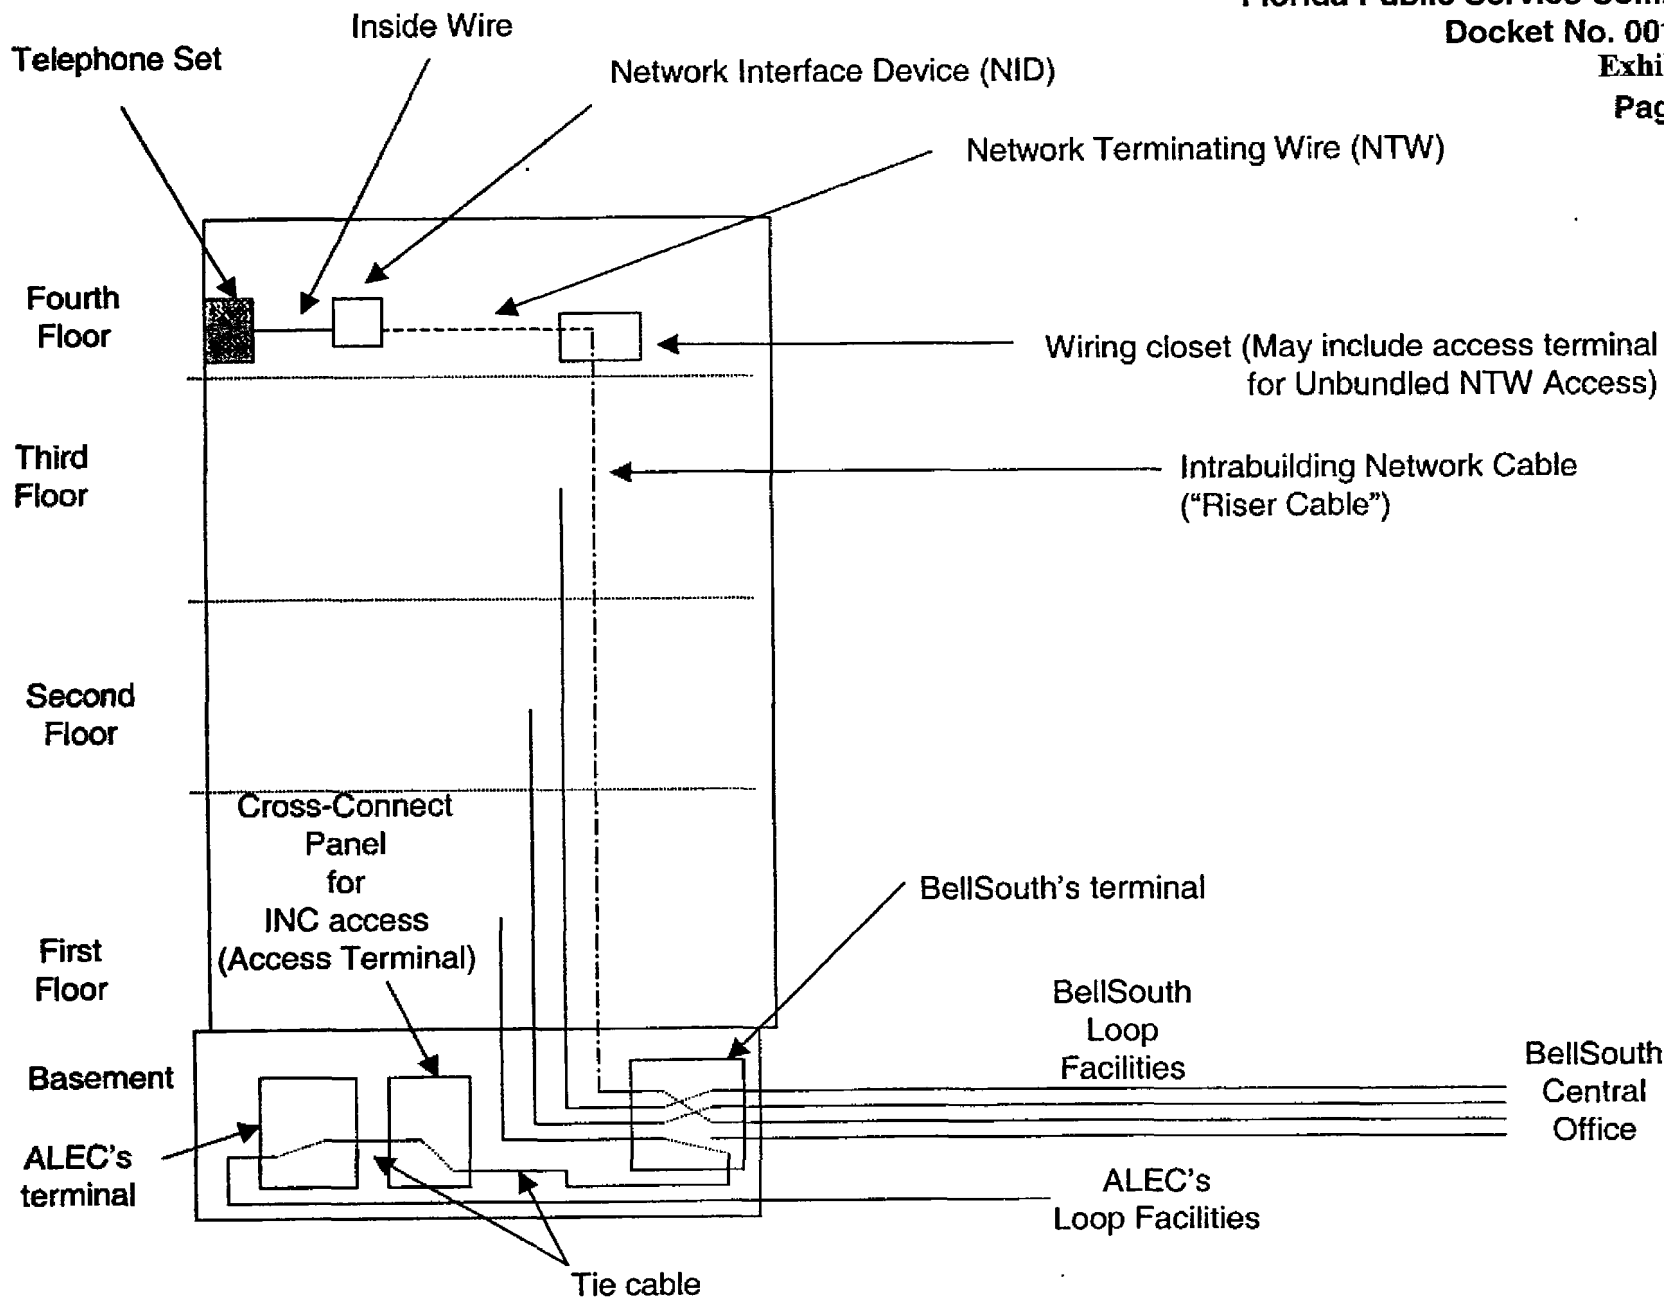 Docket No. 00
Inside Wire
Telephone Set
Network Interface Device (NID)
Network Terminating Wire (NTW)
Fourth
Floor
Wiring closet (May include access terminal
for Unbundled NTW Access)
Third
Floor
Intrabuilding Network Cable
("Riser Cable")
Second
Floor
Cross-Connect
Panel
for
INC access
(Access Terminal)
BellSouth's terminal
First
Floor
BellSouth
Loop
Facilities
Basement
BellSouth
Central
Office
ALEC's
terminal
ALEC's
Loop Facilities
Tie cable